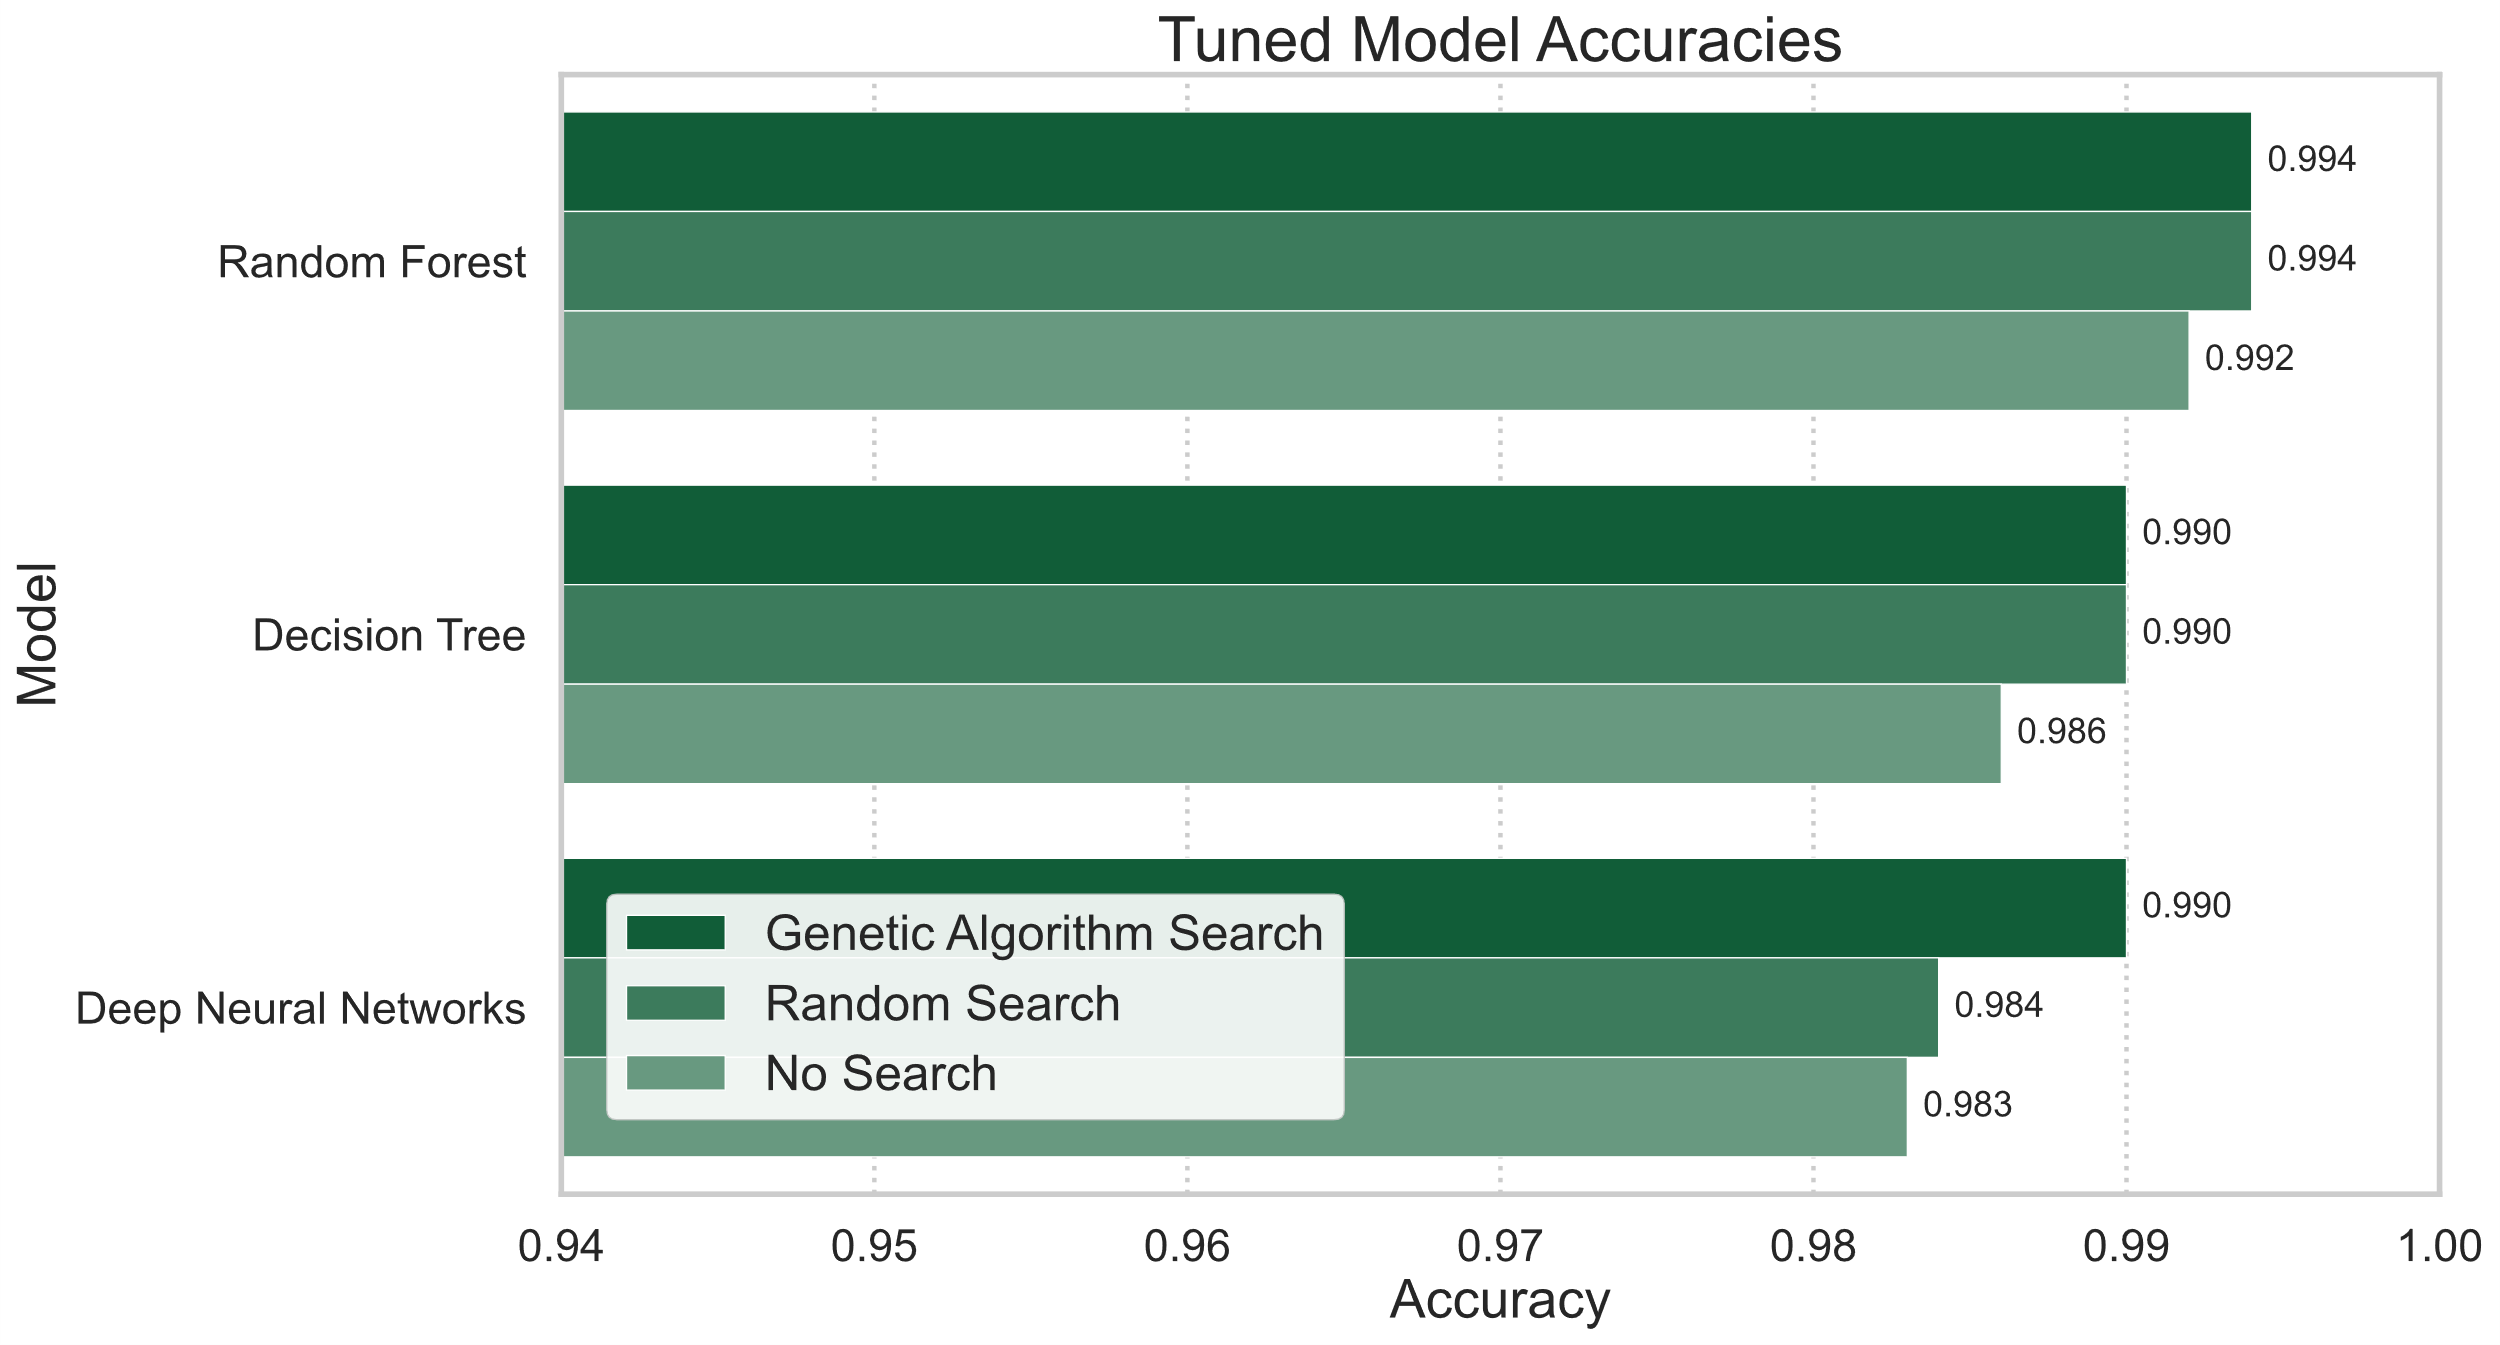 Tuned Model Accuracies
0.994
0.994
Random Forest
0.992
0.990
0.990
Decision Tree
0.986
Model
0.990
Genetic Algorithm Search
Random Search
No Search
Deep Neural Networks
0.984
0.983
0.94 0.95 0.96 0.97 0.98 0.99 1.00
Accuracy